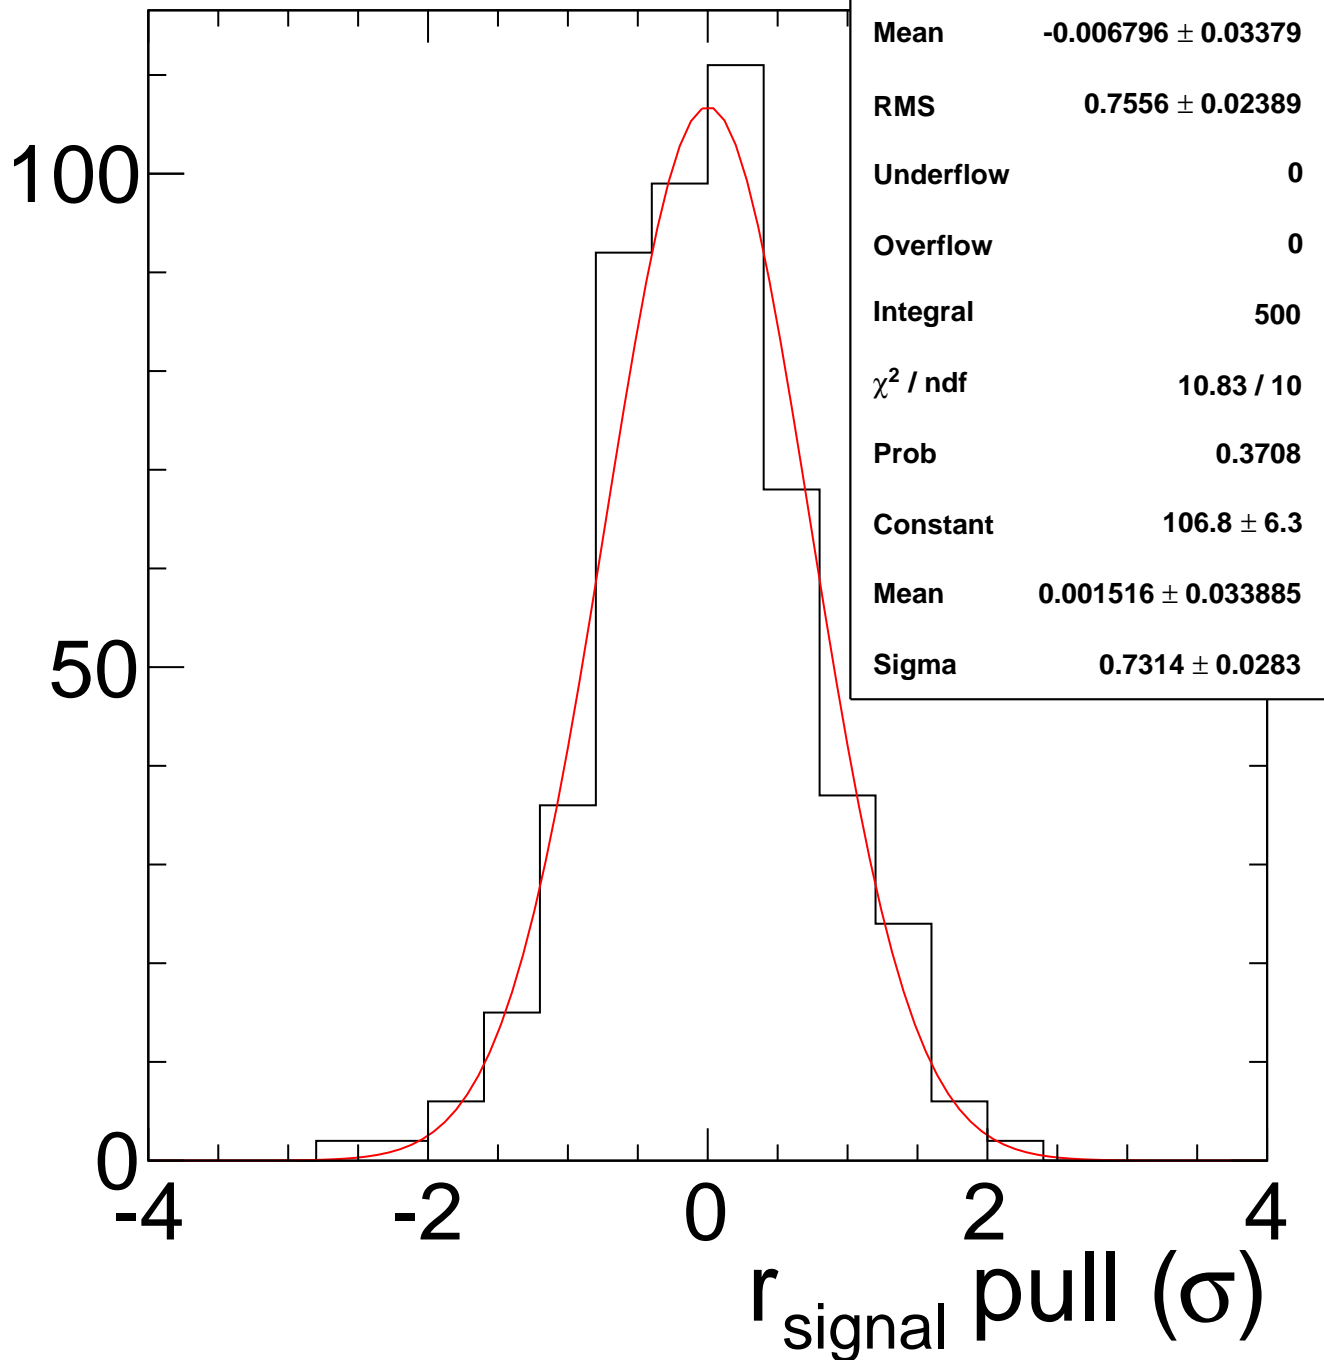 Mean -0.006796 ± 0.03379
RMS 0.7556 ± 0.02389
Underflow 0
Overflow 0
Integral 500
χ² / ndf 10.83 / 10
Prob 0.3708
Constant 106.8 ± 6.3
Mean 0.001516 ± 0.033885
Sigma 0.7314 ± 0.0283
100
50
0
-4 -2 0 2 4
r_signal pull (σ)